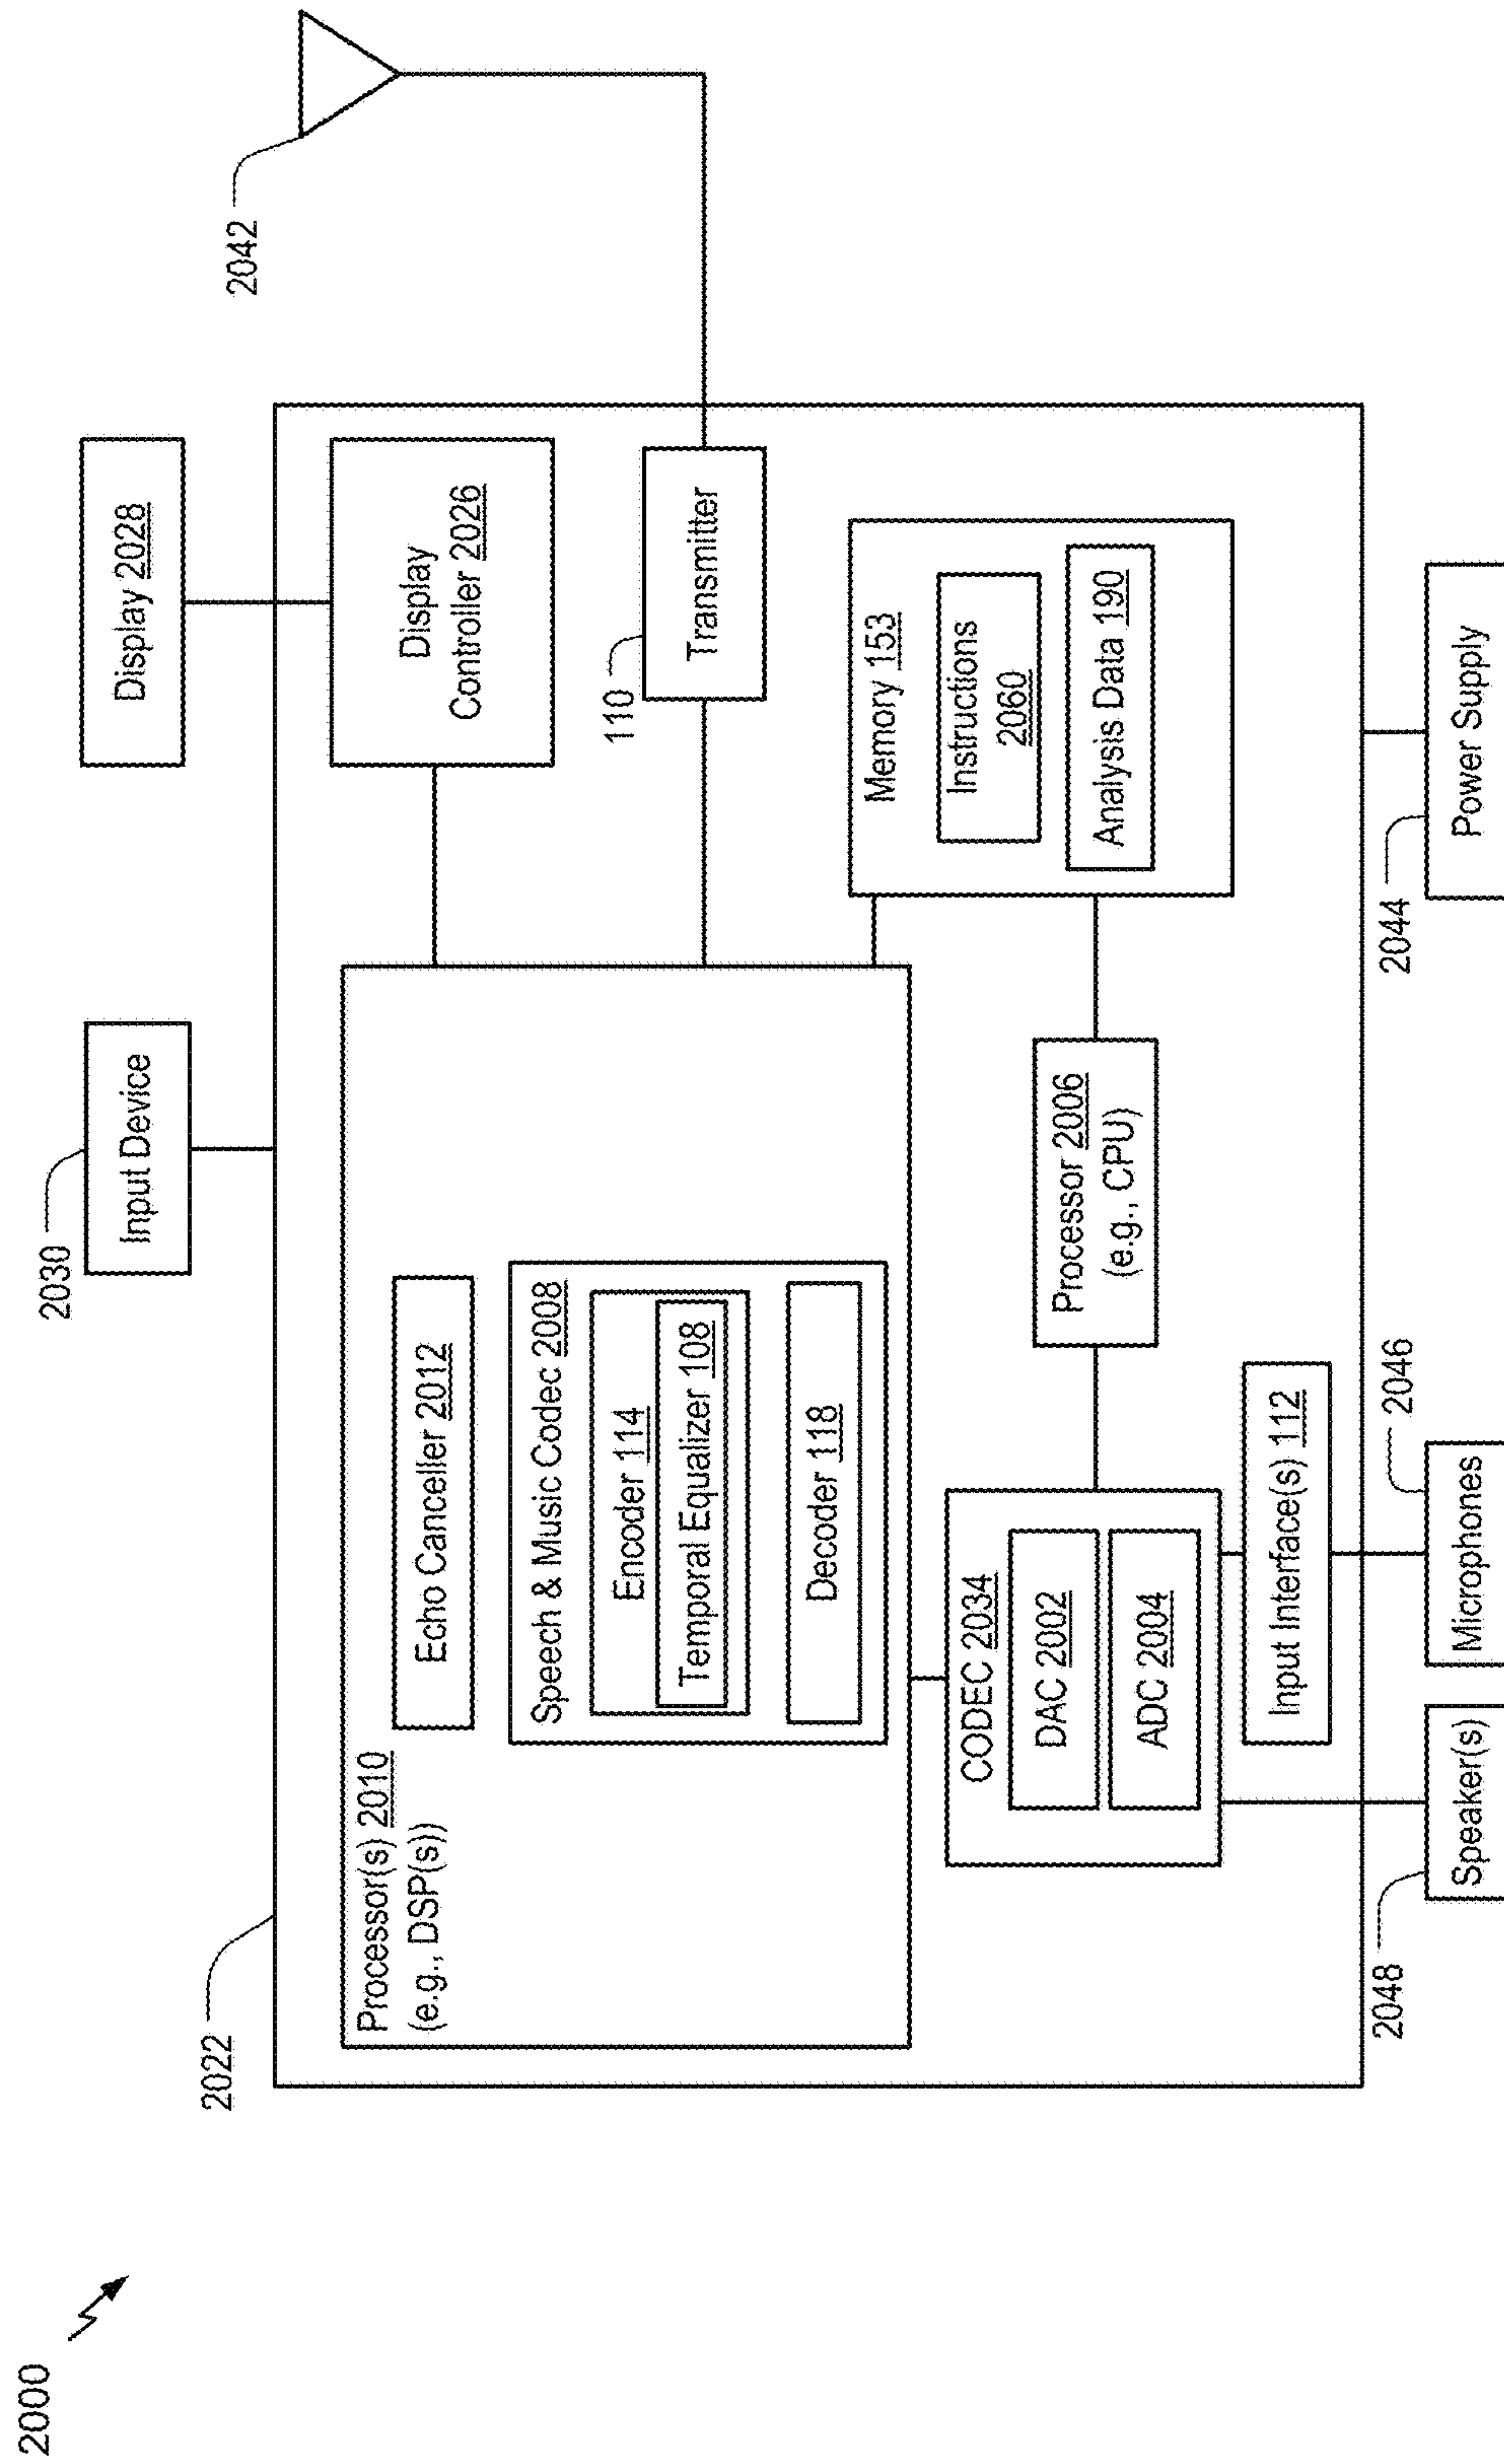 2000
2022
2030
Input Device
Display 2028
2042
Processor(s) 2010
(e.g., DSP(s))
Echo Canceller 2012
Speech & Music Codec 2008
Encoder 114
Temporal Equalizer 108
Decoder 118
Display
Controller 2026
110
Transmitter
Memory 153
Instructions
2060
Analysis Data 190
Processor 2006
(e.g., CPU)
CODEC 2034
DAC 2002
ADC 2004
Input Interface(s) 112
2048
Speaker(s)
2046
Microphones
2044
Power Supply